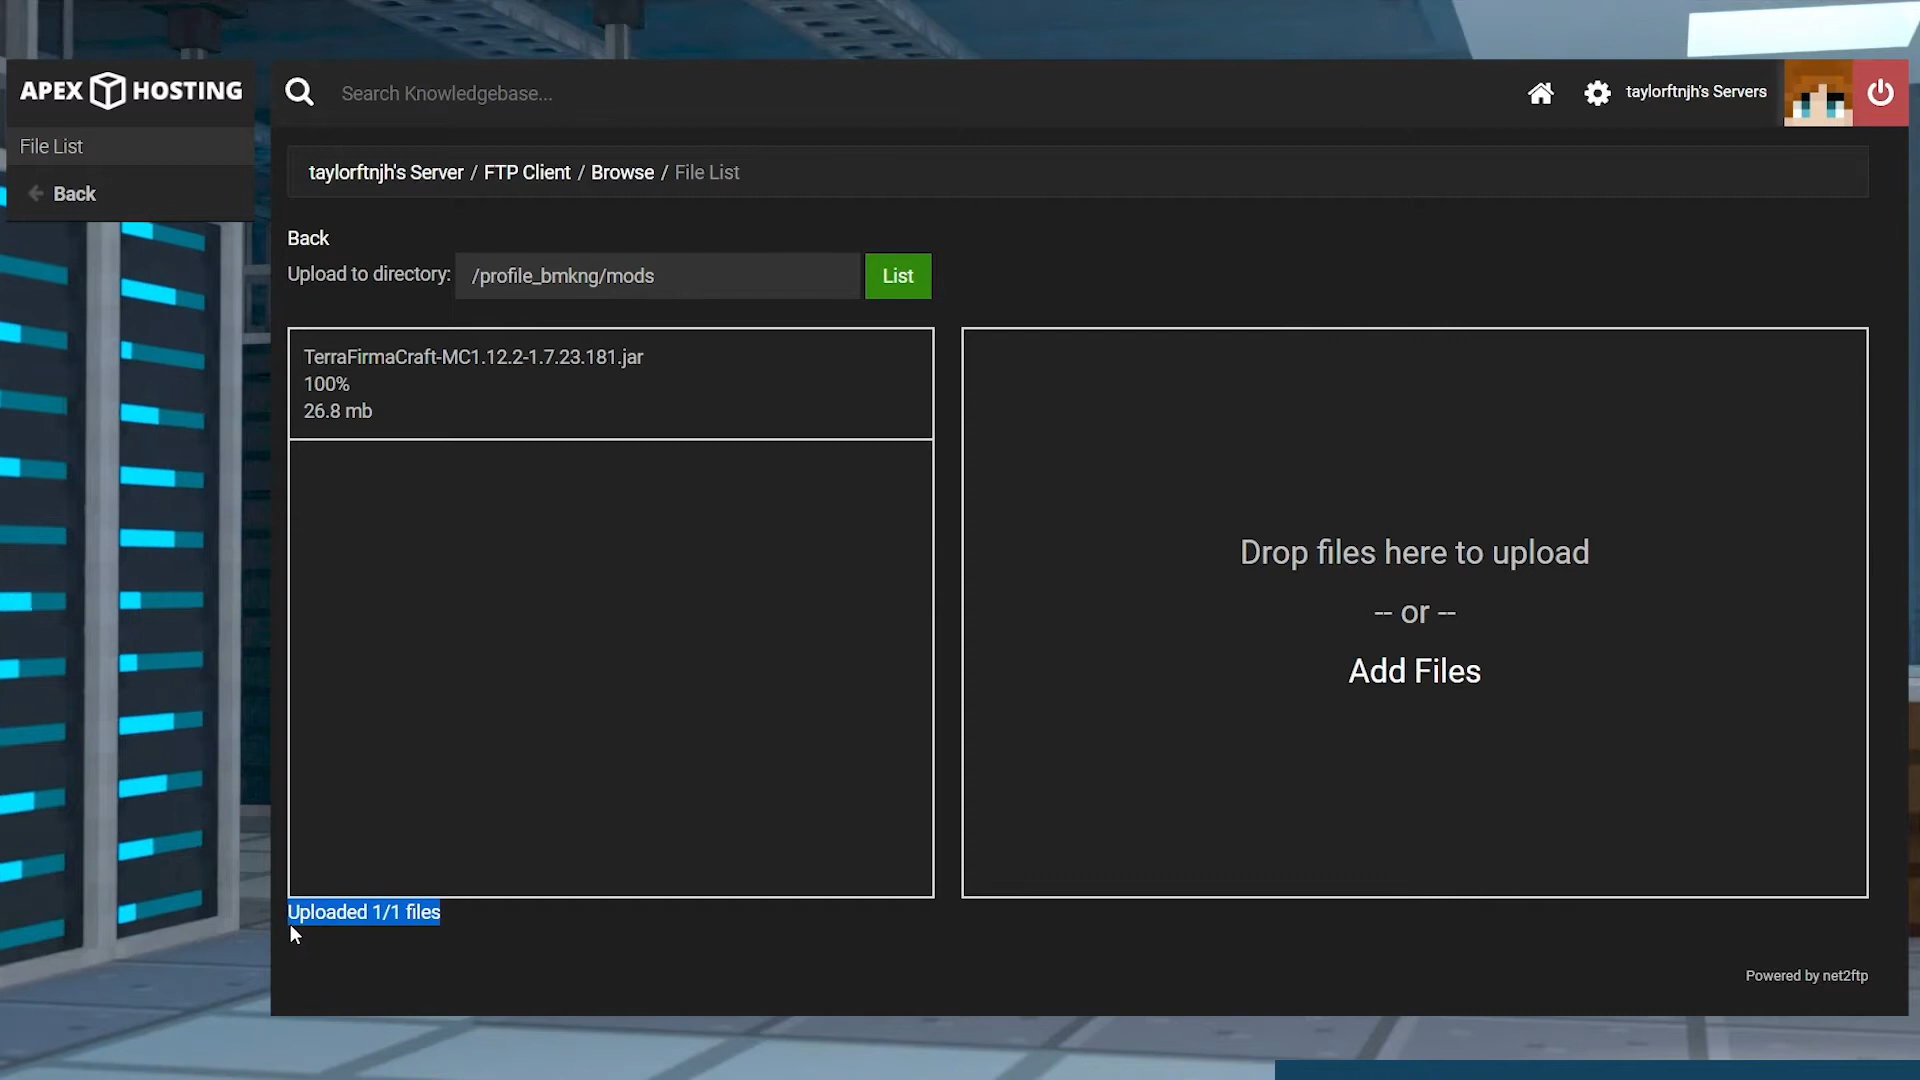 APEX HOSTING
Search Knowledgebase...
taylorftnjh's Servers
File List
Back
taylorftnjh's Server / FTP Client / Browse / File List
Back
Upload to directory: /profile_bmkng/mods List
TerraFirmaCraft-MC1.12.2-1.7.23.181.jar
100%
26.8 mb
Drop files here to upload
-- or --
Add Files
Uploaded 1/1 files
Powered by net2ftp